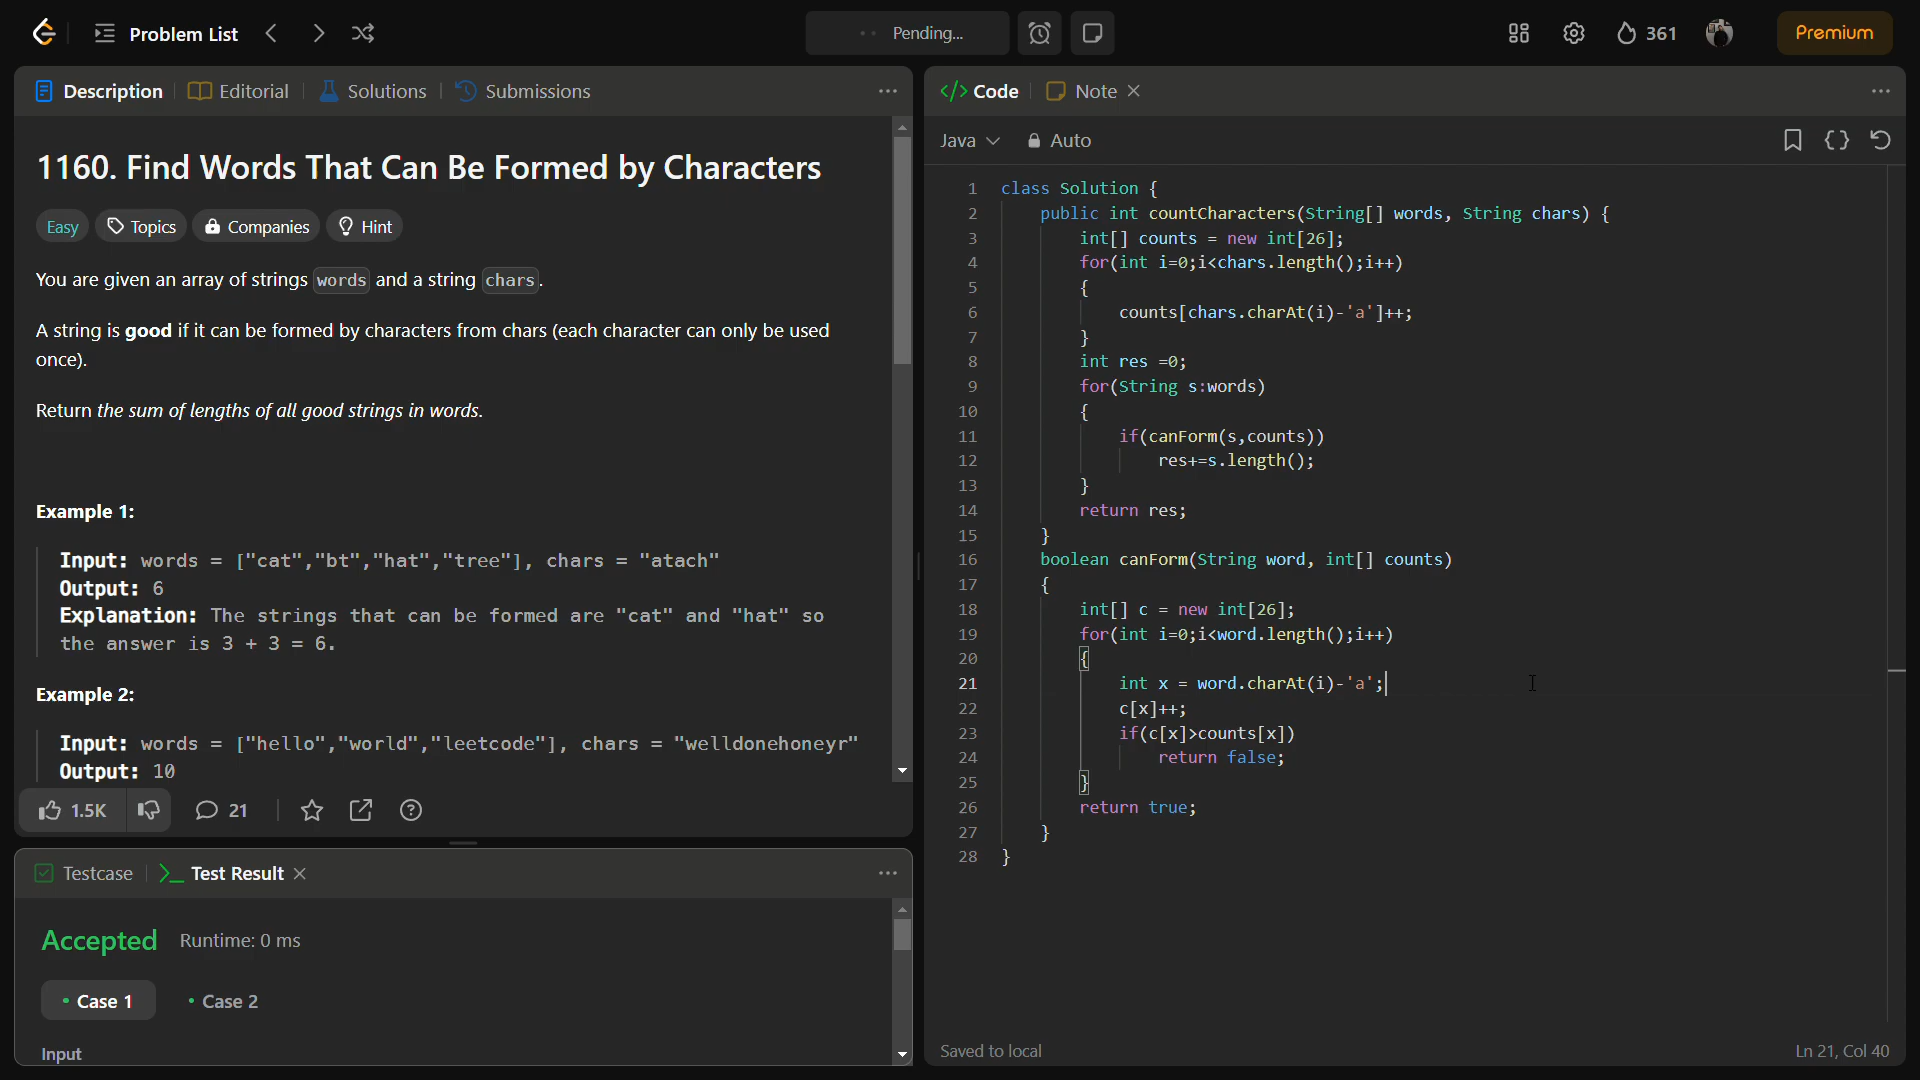 Problem List
Pending...
361
Premium
Description
Editorial
Solutions
Submissions
1160. Find Words That Can Be Formed by Characters
Easy
Topics
Companies
Hint
You are given an array of strings words and a string chars.
A string is good if it can be formed by characters from chars (each character can only be used
once).
Return the sum of lengths of all good strings in words.
Example 1:
Input: words = ["cat","bt","hat","tree"], chars = "atach"
Output: 6
Explanation: The strings that can be formed are "cat" and "hat" so
the answer is 3 + 3 = 6.
Example 2:
Input: words = ["hello","world","leetcode"], chars = "welldonehoneyr"
Output: 10
1.5K
21
Testcase
Test Result
Accepted
Runtime: 0 ms
Case 1
Case 2
Input
</> Code
Note
Java
Auto
1 class Solution {
2 public int countCharacters(String[] words, String chars) {
3 int[] counts = new int[26];
4 for(int i=0;i<chars.length();i++)
5 {
6 counts[chars.charAt(i)-'a']++;
7 }
8 int res =0;
9 for(String s:words)
10 {
11 if(canForm(s,counts))
12 res+=s.length();
13 }
14 return res;
15 }
16 boolean canForm(String word, int[] counts)
17 {
18 int[] c = new int[26];
19 for(int i=0;i<word.length();i++)
20 {
21 int x = word.charAt(i)-'a';
22 c[x]++;
23 if(c[x]>counts[x])
24 return false;
25 }
26 return true;
27 }
28 }
Saved to local
Ln 21, Col 40